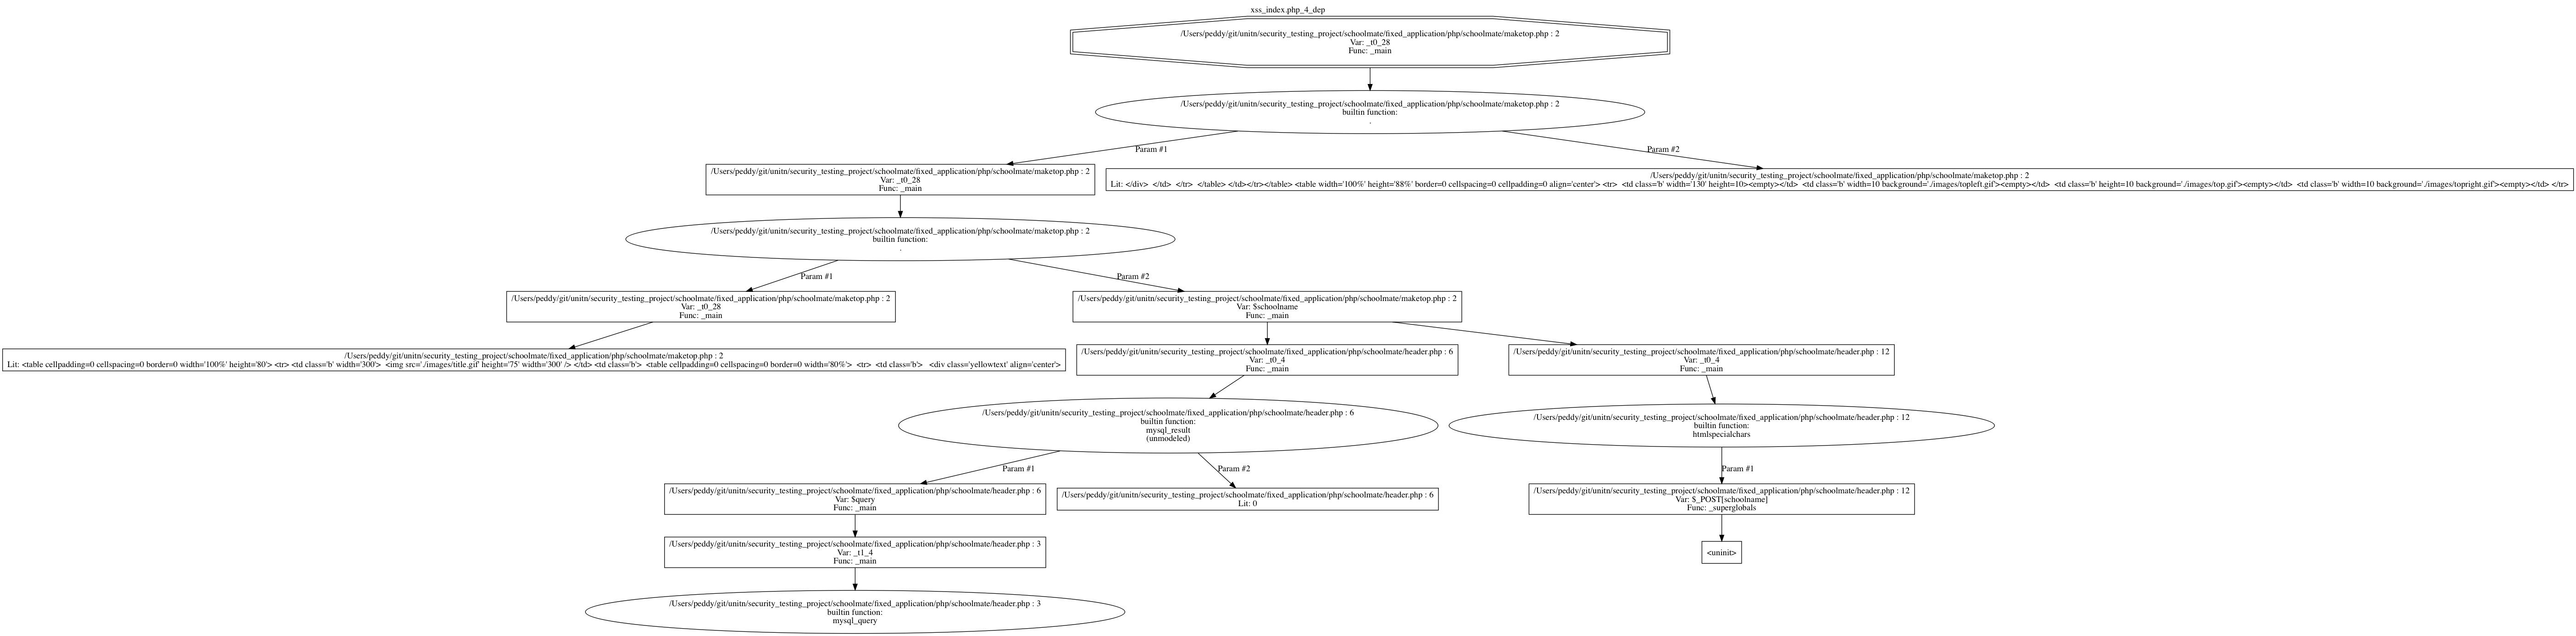 xss_index.php_4_dep
/Users/peddy/git/unitn/security_testing_project/schoolmate/fixed_application/php/schoolmate/maketop.php : 2
Var: _t0_28
Func: _main
/Users/peddy/git/unitn/security_testing_project/schoolmate/fixed_application/php/schoolmate/maketop.php : 2
builtin function:
.
Param #1
Param #2
/Users/peddy/git/unitn/security_testing_project/schoolmate/fixed_application/php/schoolmate/maketop.php : 2
Var: _t0_28
Func: _main
/Users/peddy/git/unitn/security_testing_project/schoolmate/fixed_application/php/schoolmate/maketop.php : 2
Lit: </div>  </td>  </tr>  </table> </td></tr></table> <table width='100%' height='88%' border=0 cellspacing=0 cellpadding=0 align='center'> <tr>  <td class='b' width='130' height=10><empty></td>  <td class='b' width=10 background='./images/topleft.gif'><empty></td>  <td class='b' height=10 background='./images/top.gif'><empty></td>  <td class='b' width=10 background='./images/topright.gif'><empty></td> </tr>
/Users/peddy/git/unitn/security_testing_project/schoolmate/fixed_application/php/schoolmate/maketop.php : 2
builtin function:
.
Param #1
Param #2
/Users/peddy/git/unitn/security_testing_project/schoolmate/fixed_application/php/schoolmate/maketop.php : 2
Var: _t0_28
Func: _main
/Users/peddy/git/unitn/security_testing_project/schoolmate/fixed_application/php/schoolmate/maketop.php : 2
Var: $schoolname
Func: _main
/Users/peddy/git/unitn/security_testing_project/schoolmate/fixed_application/php/schoolmate/maketop.php : 2
Lit: <table cellpadding=0 cellspacing=0 border=0 width='100%' height='80'> <tr> <td class='b' width='300'>  <img src='./images/title.gif' height='75' width='300' /> </td> <td class='b'>  <table cellpadding=0 cellspacing=0 border=0 width='80%'>  <tr>  <td class='b'>   <div class='yellowtext' align='center'>
/Users/peddy/git/unitn/security_testing_project/schoolmate/fixed_application/php/schoolmate/header.php : 6
Var: _t0_4
Func: _main
/Users/peddy/git/unitn/security_testing_project/schoolmate/fixed_application/php/schoolmate/header.php : 12
Var: _t0_4
Func: _main
/Users/peddy/git/unitn/security_testing_project/schoolmate/fixed_application/php/schoolmate/header.php : 6
builtin function:
mysql_result
(unmodeled)
/Users/peddy/git/unitn/security_testing_project/schoolmate/fixed_application/php/schoolmate/header.php : 12
builtin function:
htmlspecialchars
Param #1
Param #2
Param #1
/Users/peddy/git/unitn/security_testing_project/schoolmate/fixed_application/php/schoolmate/header.php : 6
Var: $query
Func: _main
/Users/peddy/git/unitn/security_testing_project/schoolmate/fixed_application/php/schoolmate/header.php : 6
Lit: 0
/Users/peddy/git/unitn/security_testing_project/schoolmate/fixed_application/php/schoolmate/header.php : 12
Var: $_POST[schoolname]
Func: _superglobals
/Users/peddy/git/unitn/security_testing_project/schoolmate/fixed_application/php/schoolmate/header.php : 3
Var: _t1_4
Func: _main
<uninit>
/Users/peddy/git/unitn/security_testing_project/schoolmate/fixed_application/php/schoolmate/header.php : 3
builtin function:
mysql_query